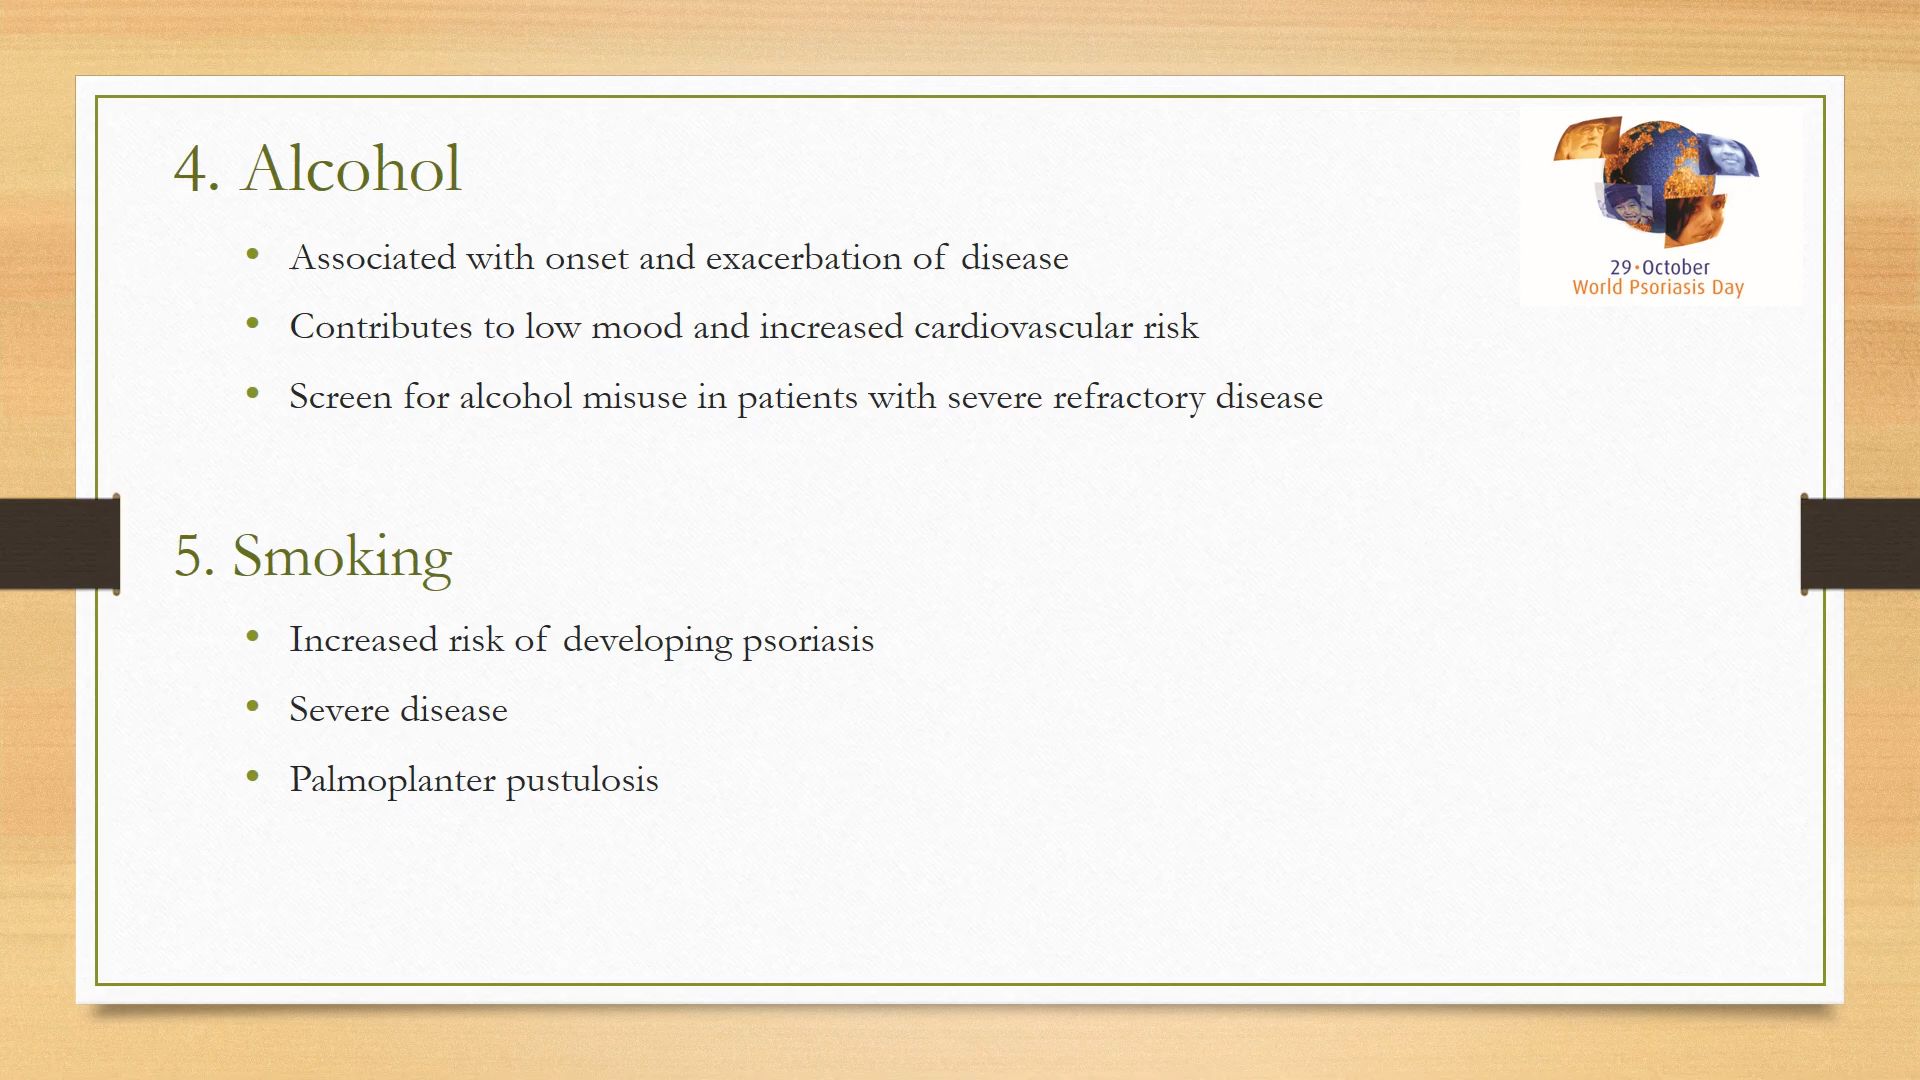 4. Alcohol
• Associated with onset and exacerbation of disease
• Contributes to low mood and increased cardiovascular risk
• Screen for alcohol misuse in patients with severe refractory disease
29·October
World Psoriasis Day
5. Smoking
• Increased risk of developing psoriasis
• Severe disease
• Palmoplanter pustulosis